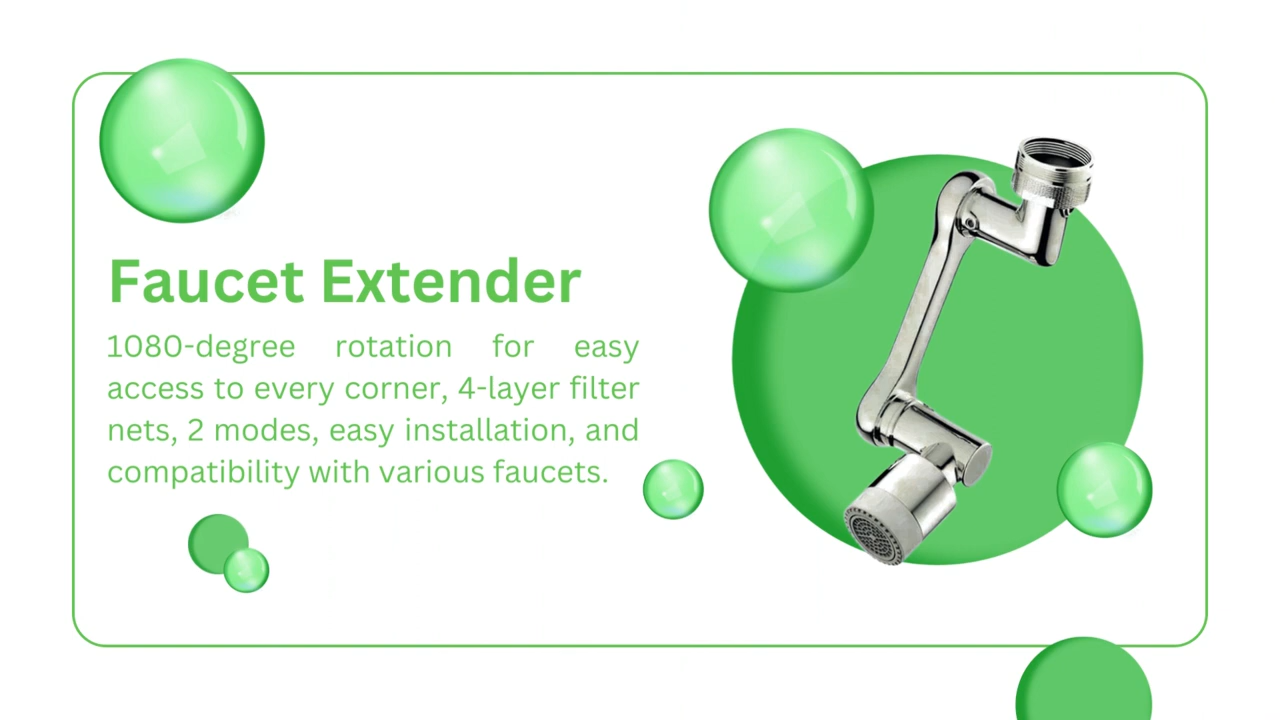 Faucet Extender
1080-degree rotation for easy
access to every corner, 4-layer filter
nets, 2 modes, easy installation, and
compatibility with various faucets.